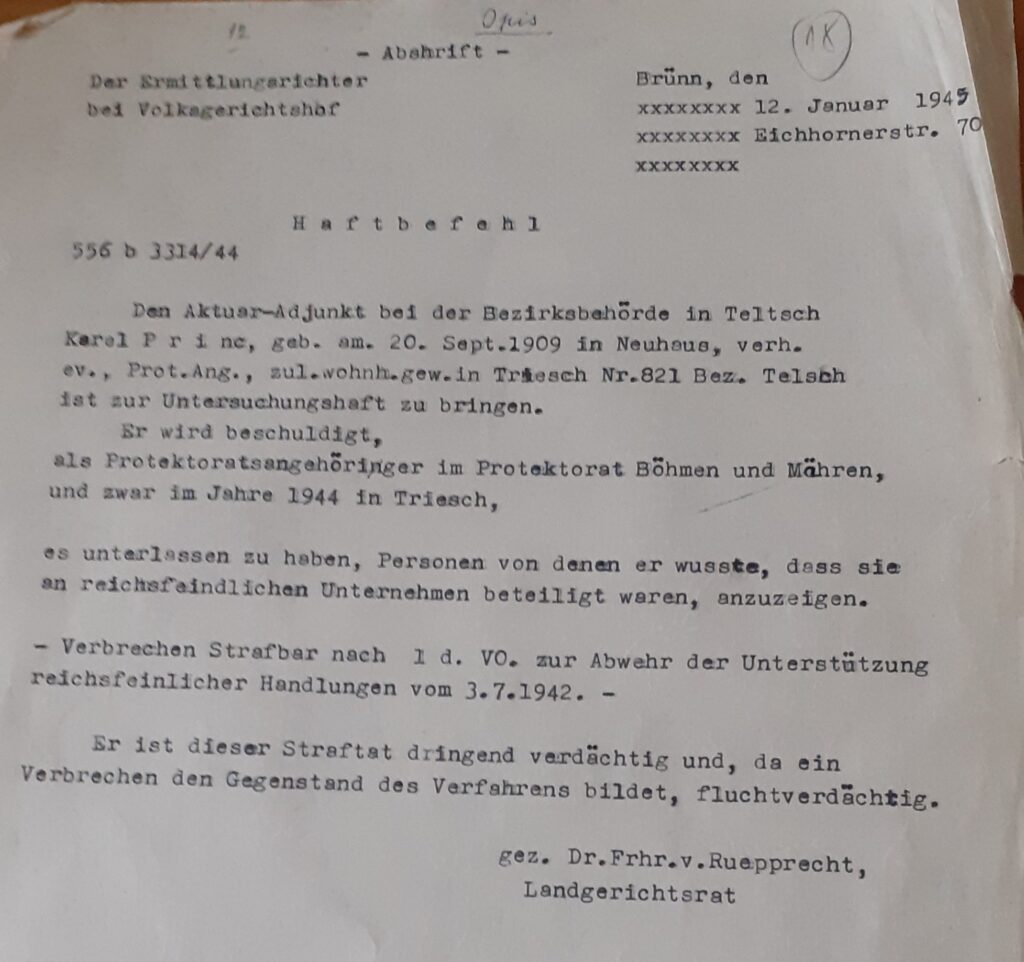 12
Opis
- Abshrift -
1K
Der Ermittlungsrichter
bei Volksgerichtshof
Brünn, den
xxxxxxxx 12. Januar 1945
xxxxxxxx Eichhornerstr. 70
xxxxxxxx
H a f t b e f e h l
556 b 3314/44
Den Aktuar-Adjunkt bei der Bezirksbehörde in Teltsch
Karel P r i nc, geb. am. 20. Sept.1909 in Neuhaus, verh.
ev., Prot.Ang., zul.wohnh.gew.in Triesch Nr.821 Bez. Telsch
ist zur Untersuchungshaft zu bringen.
Er wird beschuldigt,
als Protektoratsangehöringer im Protektorat Böhmen und Mähren,
und zwar im Jahre 1944 in Triesch,
es unterlassen zu haben, Personen von denen er wusste, dass sie
an reichsfeindlichen Unternehmen beteiligt waren, anzuzeigen.
- Verbrechen Strafbar nach 1 d. VO. zur Abwehr der Unterstützung
reichsfeinlicher Handlungen vom 3.7.1942. -
Er ist dieser Straftat dringend verdächtig und, da ein
Verbrechen den Gegenstand des Verfahrens bildet, fluchtverdächtig.
gez. Dr.Frhr.v.Ruepprecht,
Landgerichtsrat